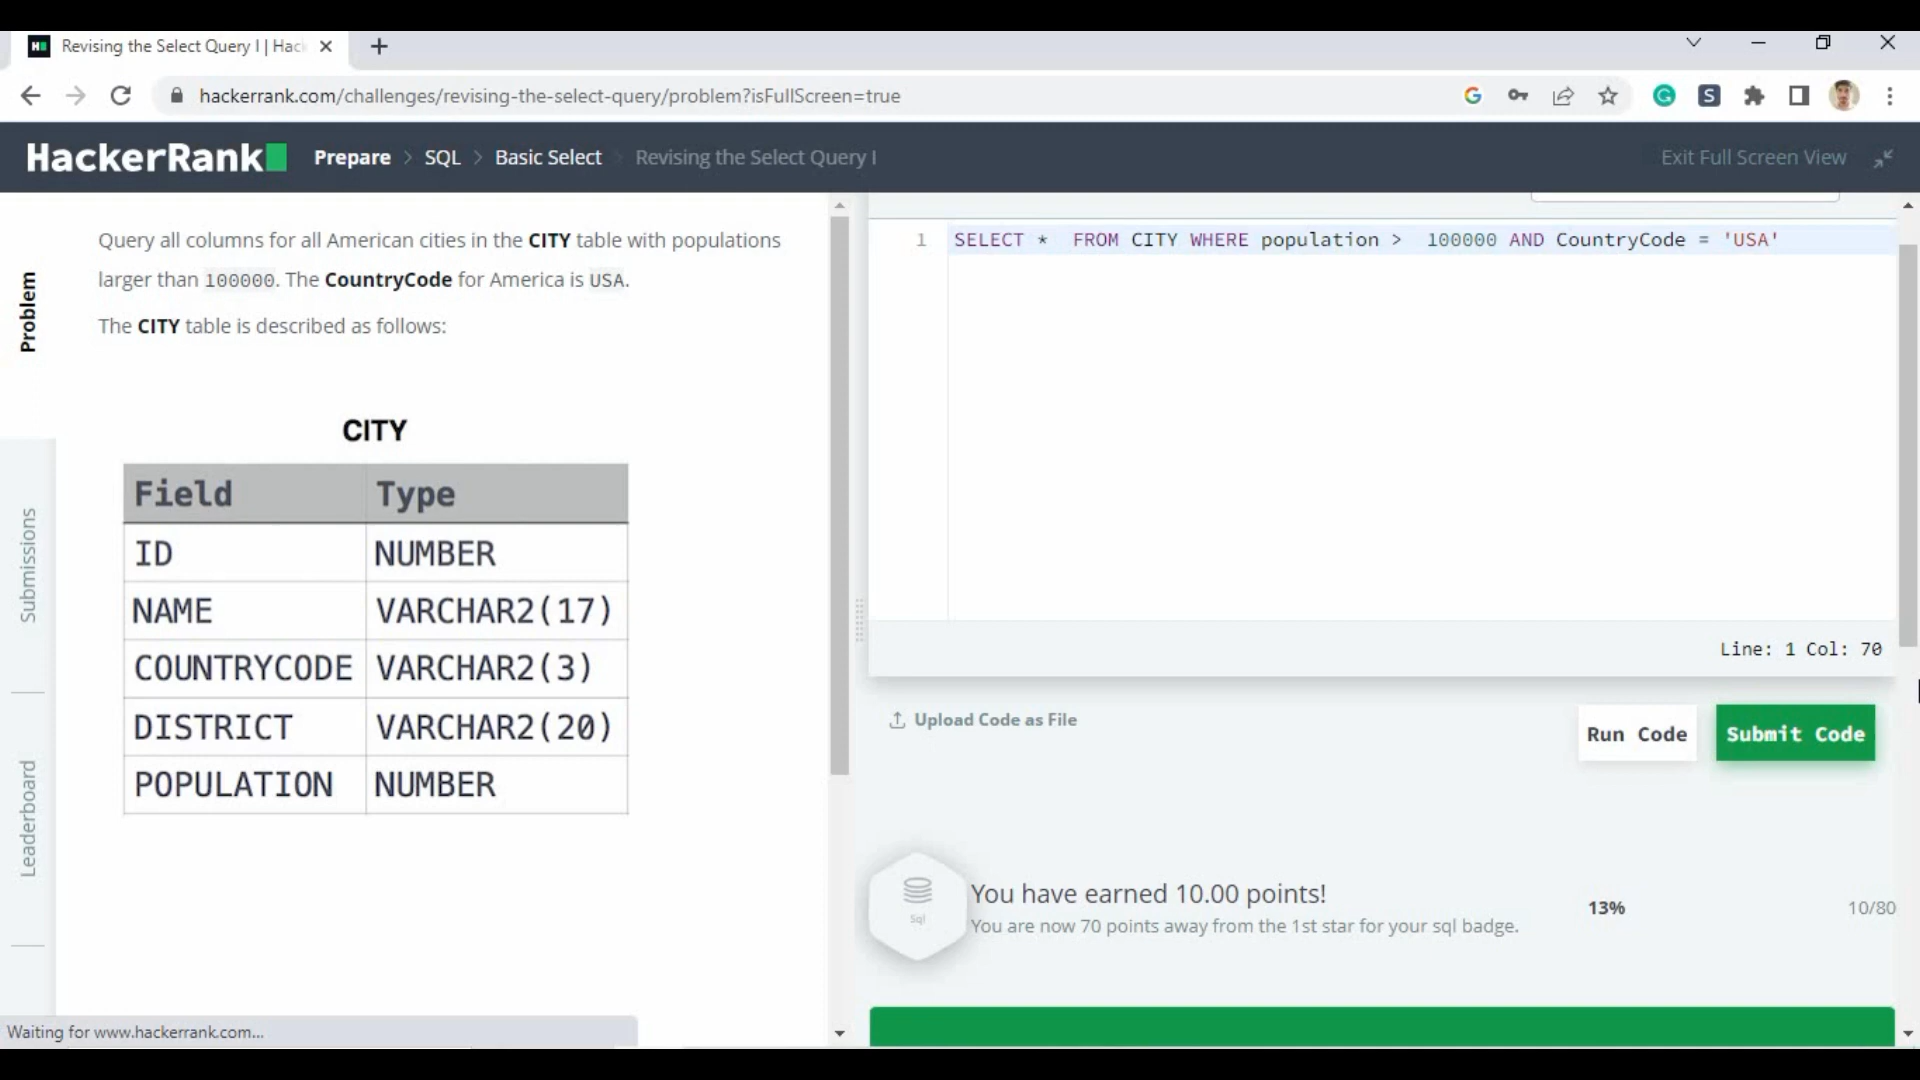 Revising the Select Query I | Hac
hackerrank.com/challenges/revising-the-select-query/problem?isFullScreen=true
HackerRank Prepare > SQL > Basic Select > Revising the Select Query I Exit Full Screen View
Problem
Submissions
Leaderboard
Query all columns for all American cities in the CITY table with populations
larger than 100000. The CountryCode for America is USA.
The CITY table is described as follows:
CITY
Field Type
ID NUMBER
NAME VARCHAR2(17)
COUNTRYCODE VARCHAR2(3)
DISTRICT VARCHAR2(20)
POPULATION NUMBER
Waiting for www.hackerrank.com...
1 SELECT *  FROM CITY WHERE population >  100000 AND CountryCode = 'USA'
Line: 1 Col: 70
Upload Code as File
Run Code
Submit Code
Sql
You have earned 10.00 points!
You are now 70 points away from the 1st star for your sql badge.
13%
10/80